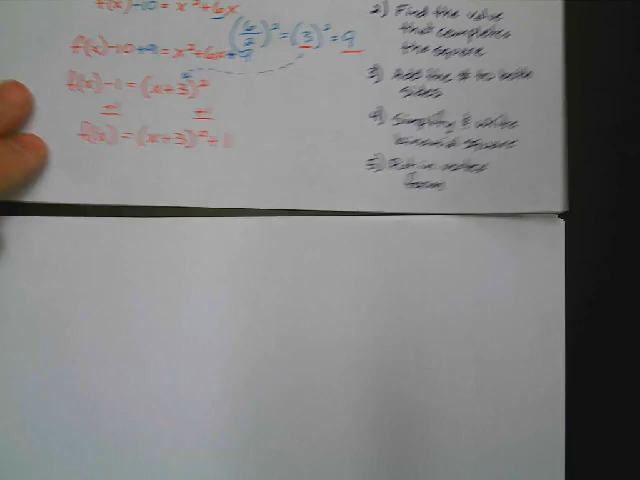 f(x)-10 = x²+6x
(6/2)² = (3)² = 9
f(x)-10+9 = x²+6x+9
f(x)-1 = (x+3)²
+1 +1
f(x) = (x+3)²+1
2) Find the value
that completes
the square
3) Add the # to both
sides
4) Simplify & write
binomial square
5) Put in vertex
form